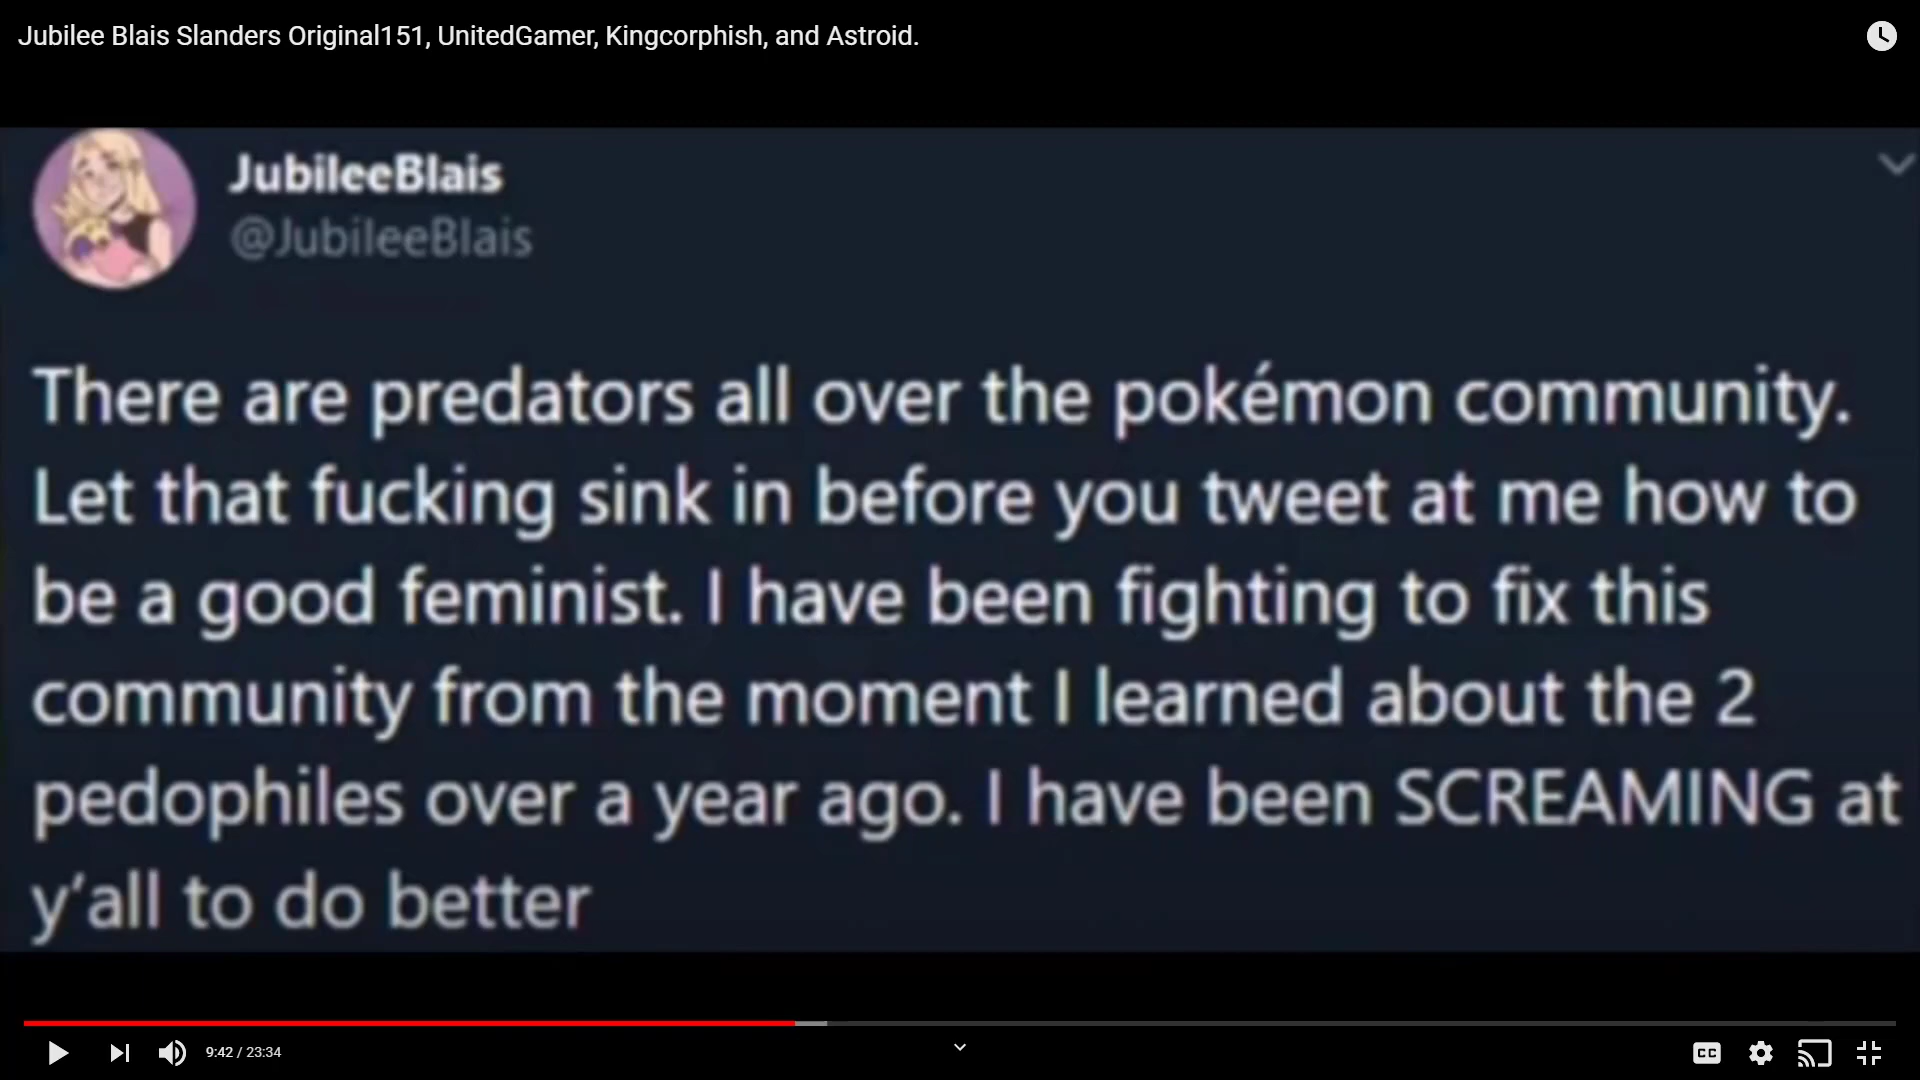 Jubilee Blais Slanders Original151, UnitedGamer, Kingcorphish, and Astroid.
JubileeBlais
@JubileeBlais
There are predators all over the pokémon community.
Let that fucking sink in before you tweet at me how to
be a good feminist. I have been fighting to fix this
community from the moment I learned about the 2
pedophiles over a year ago. I have been SCREAMING at
y'all to do better
9:42 / 23:34
CC